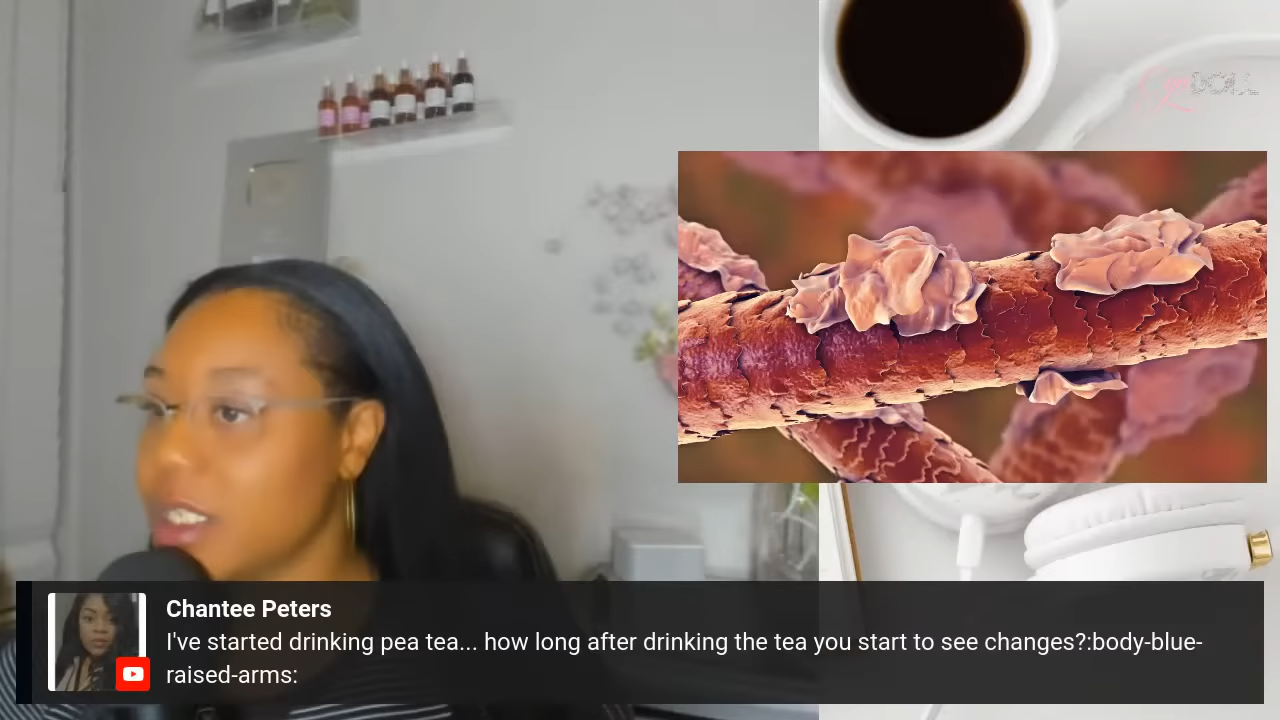 Chantee Peters
I've started drinking pea tea... how long after drinking the tea you start to see changes?:body-blue-
raised-arms: